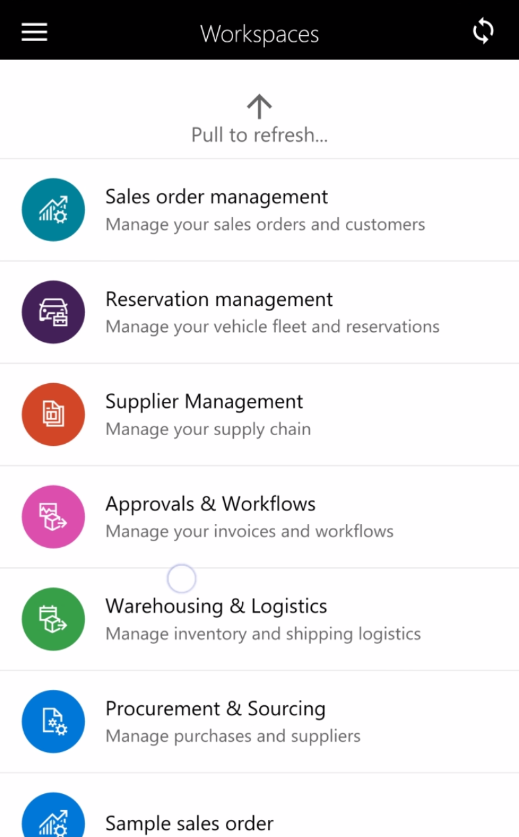 Workspaces
Pull to refresh...
Sales order management
Manage your sales orders and customers
Reservation management
Manage your vehicle fleet and reservations
Supplier Management
Manage your supply chain
Approvals & Workflows
Manage your invoices and workflows
Warehousing & Logistics
Manage inventory and shipping logistics
Procurement & Sourcing
Manage purchases and suppliers
Sample sales order